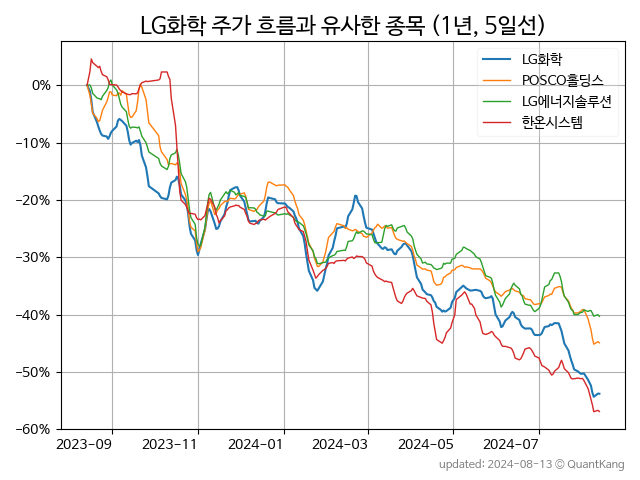 LG화학 주가 흐름과 유사한 종목 (1년, 5일선)
LG화학
POSCO홀딩스
LG에너지솔루션
한온시스템
0%
−10%
−20%
−30%
−40%
−50%
−60%
2023-09 2023-11 2024-01 2024-03 2024-05 2024-07
updated: 2024-08-13 © QuantKang